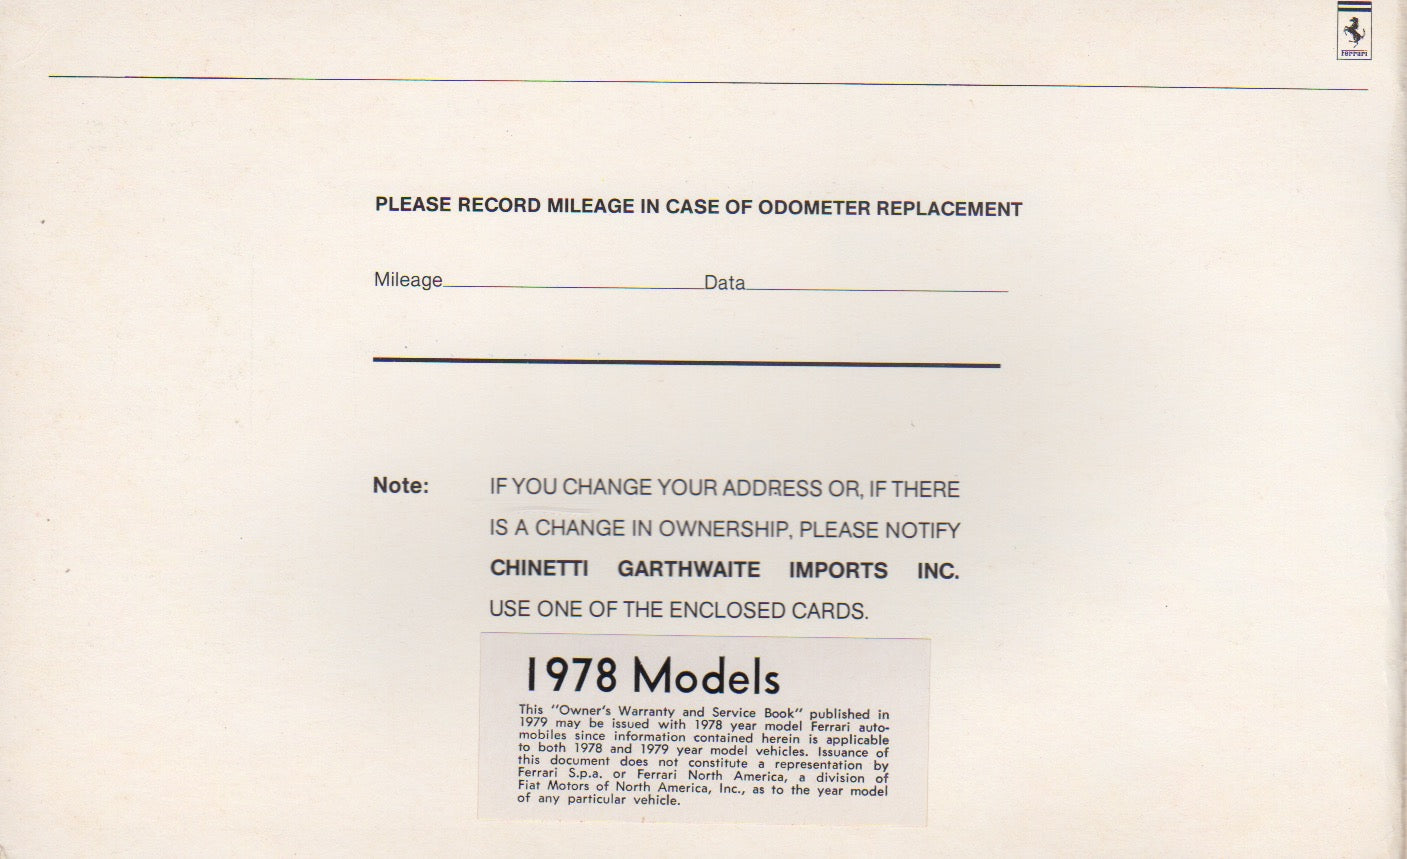 Ferrari
PLEASE RECORD MILEAGE IN CASE OF ODOMETER REPLACEMENT
Mileage Data
Note: IF YOU CHANGE YOUR ADDRESS OR, IF THERE
IS A CHANGE IN OWNERSHIP, PLEASE NOTIFY
CHINETTI GARTHWAITE IMPORTS INC.
USE ONE OF THE ENCLOSED CARDS.
1978 Models
This "Owner's Warranty and Service Book" published in
1979 may be issued with 1978 year model Ferrari auto-
mobiles since information contained herein is applicable
to both 1978 and 1979 year model vehicles. Issuance of
this document does not constitute a representation by
Ferrari S.p.a. or Ferrari North America, a division of
Fiat Motors of North America, Inc., as to the year model
of any particular vehicle.